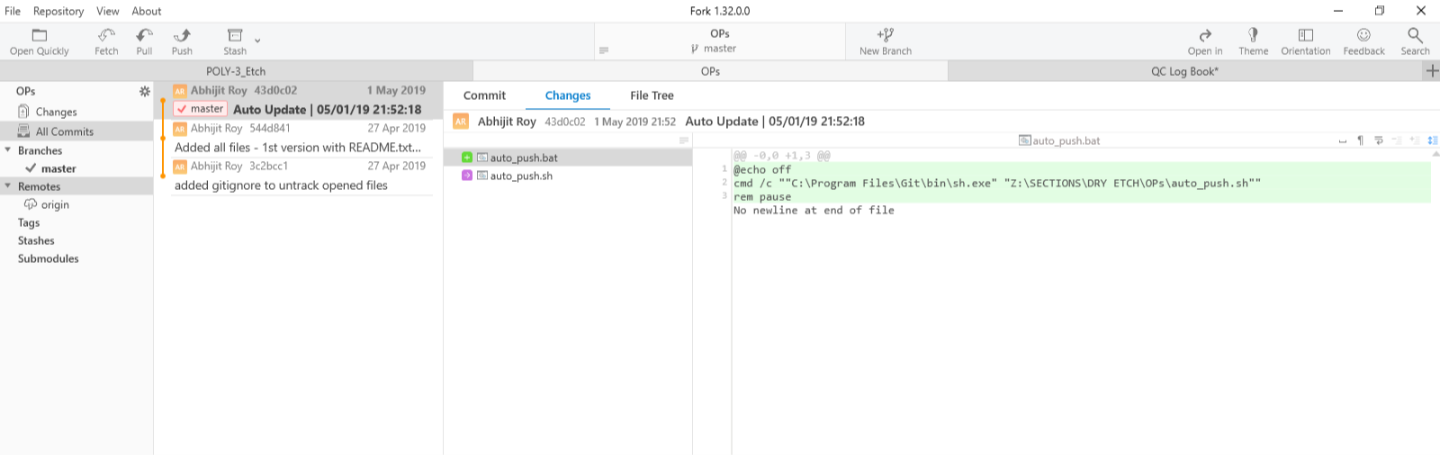 File Repository View About Fork 1.32.0.0
Open Quickly Fetch Pull Push Stash OPs master New Branch Open in Theme Orientation Feedback Search
POLY-3_Etch OPs QC Log Book*
OPs
Changes
All Commits
Branches
master
Remotes
origin
Tags
Stashes
Submodules
AR Abhijit Roy 43d0c02 1 May 2019
master Auto Update | 05/01/19 21:52:18
AR Abhijit Roy 544d841 27 Apr 2019
Added all files - 1st version with README.txt...
AR Abhijit Roy 3c2bcc1 27 Apr 2019
added gitignore to untrack opened files
Commit Changes File Tree
AR Abhijit Roy 43d0c02 1 May 2019 21:52 Auto Update | 05/01/19 21:52:18
auto_push.bat
auto_push.sh
auto_push.bat
@@ -0,0 +1,3 @@
1 @echo off
2 cmd /c ""C:\Program Files\Git\bin\sh.exe" "Z:\SECTIONS\DRY ETCH\OPs\auto_push.sh""
3 rem pause
No newline at end of file